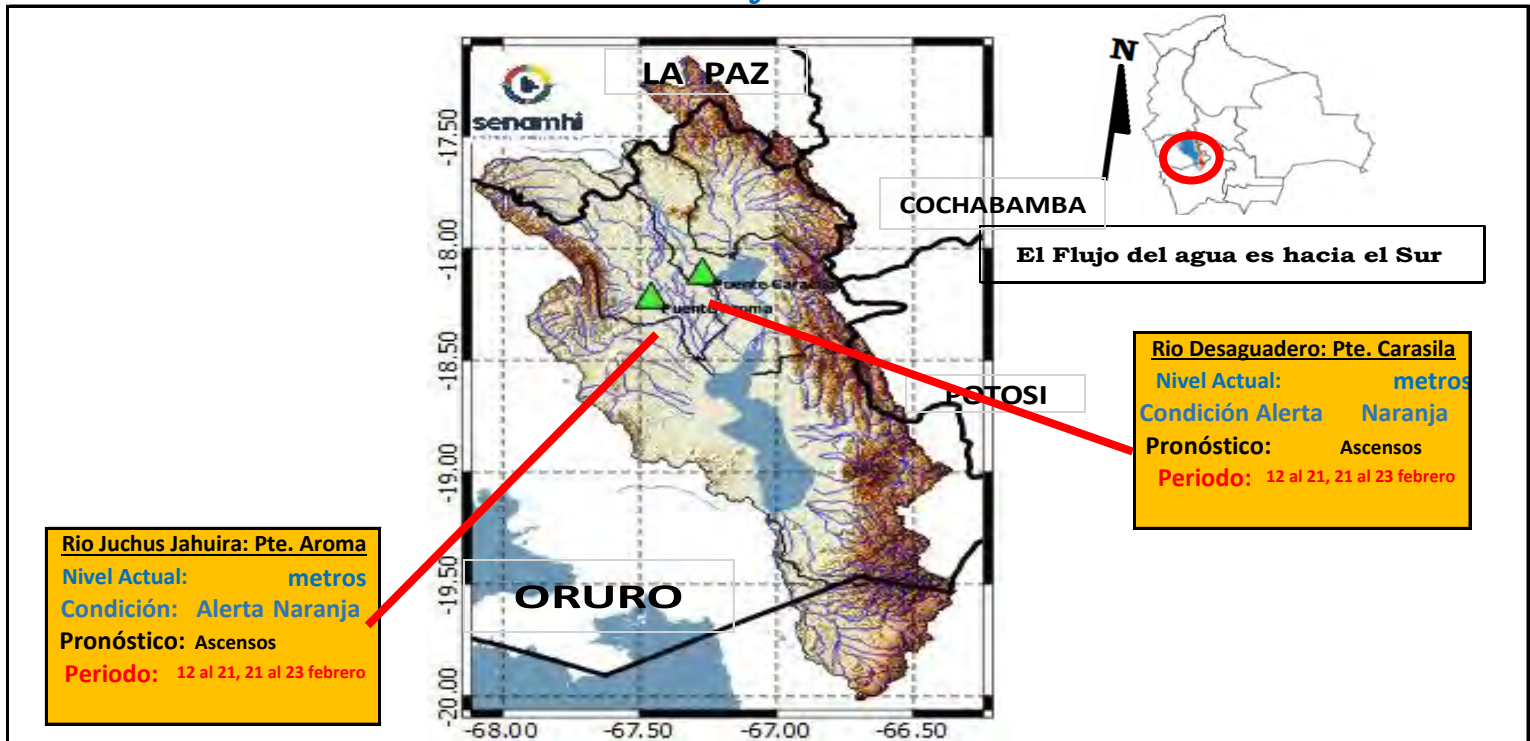 LA PAZ
senamhi
N
COCHABAMBA
El Flujo del agua es hacia el Sur
POTOSI
ORURO
Rio Desaguadero: Pte. Carasila
Nivel Actual: metros
Condición Alerta Naranja
Pronóstico: Ascensos
Periodo: 12 al 21, 21 al 23 febrero
Rio Juchus Jahuira: Pte. Aroma
Nivel Actual: metros
Condición: Alerta Naranja
Pronóstico: Ascensos
Periodo: 12 al 21, 21 al 23 febrero
Puente
Puente
-17.50
-18.00
-18.50
-19.00
-19.50
-20.00
-68.00 -67.50 -67.00 -66.50